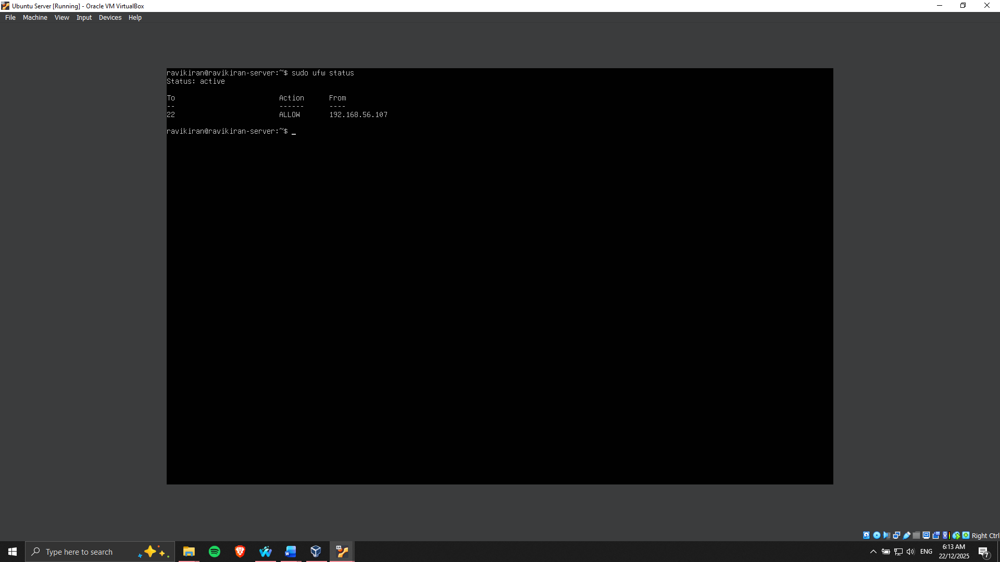 Ubuntu Server [Running] - Oracle VM VirtualBox
File Machine View Input Devices Help
ravikiran@ravikiran-server:~$ sudo ufw status
Status: active
To Action From
-- ------ ----
22 ALLOW 192.168.56.107
ravikiran@ravikiran-server:~$ _
Right Ctrl
Type here to search
ENG
6:13 AM
22/12/2025
7